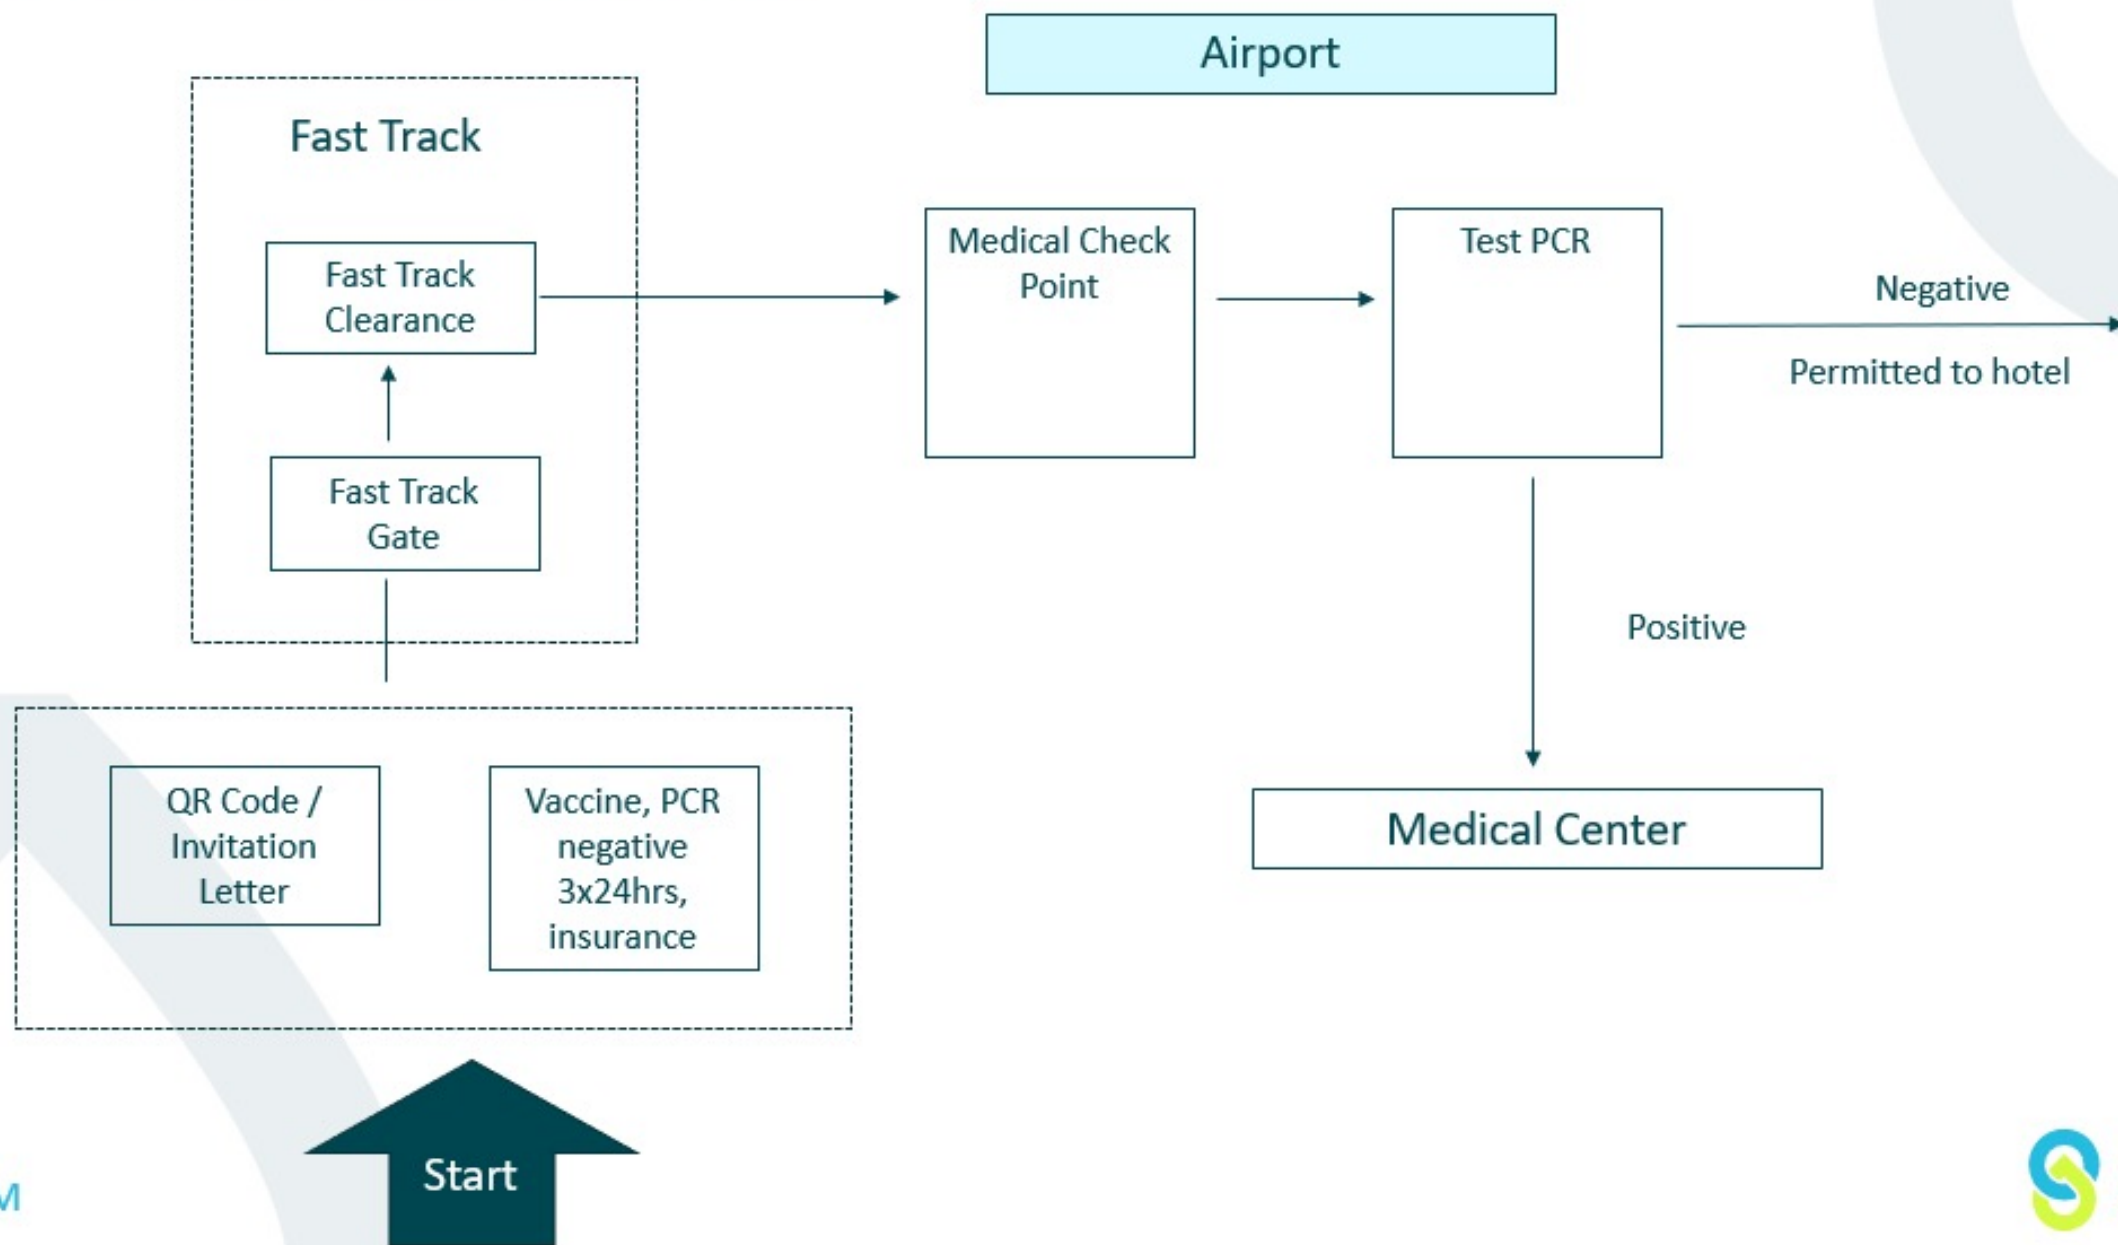 Airport
Fast Track
Fast Track
Clearance
Fast Track
Gate
Medical Check
Point
Test PCR
Negative
Permitted to hotel
Positive
Medical Center
QR Code /
Invitation
Letter
Vaccine, PCR
negative
3x24hrs,
insurance
Start
M